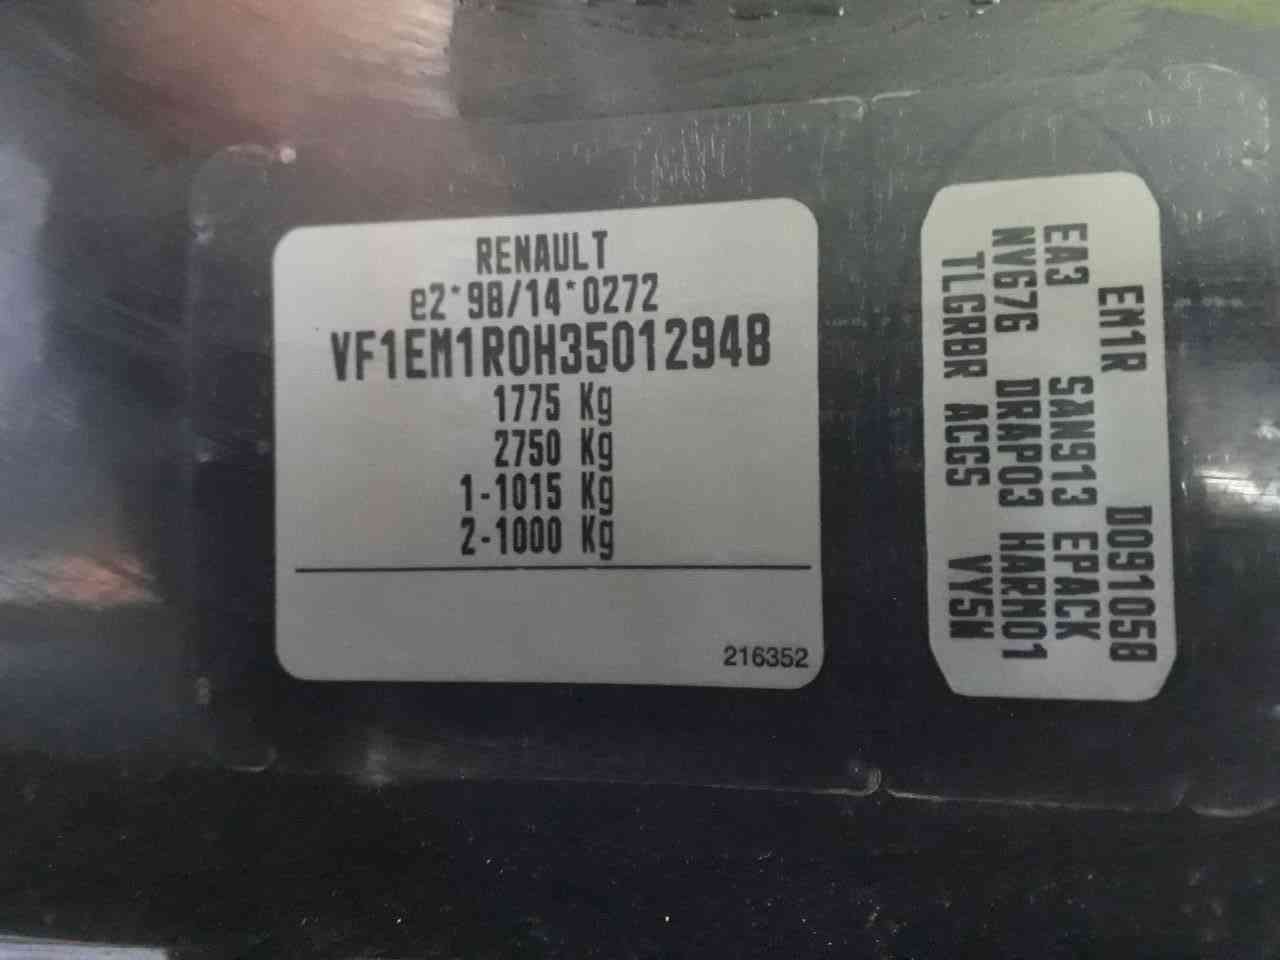 RENAULT
e2*98/14*0272
VF1EM1R0H35012948
1775 Kg
2750 Kg
1-1015 Kg
2-1000 Kg
216352
EM1R D091058
EA3 SAN913 EPACK
NV676 DRAP03 HARN01
TLGRBR ACG5 VY5N